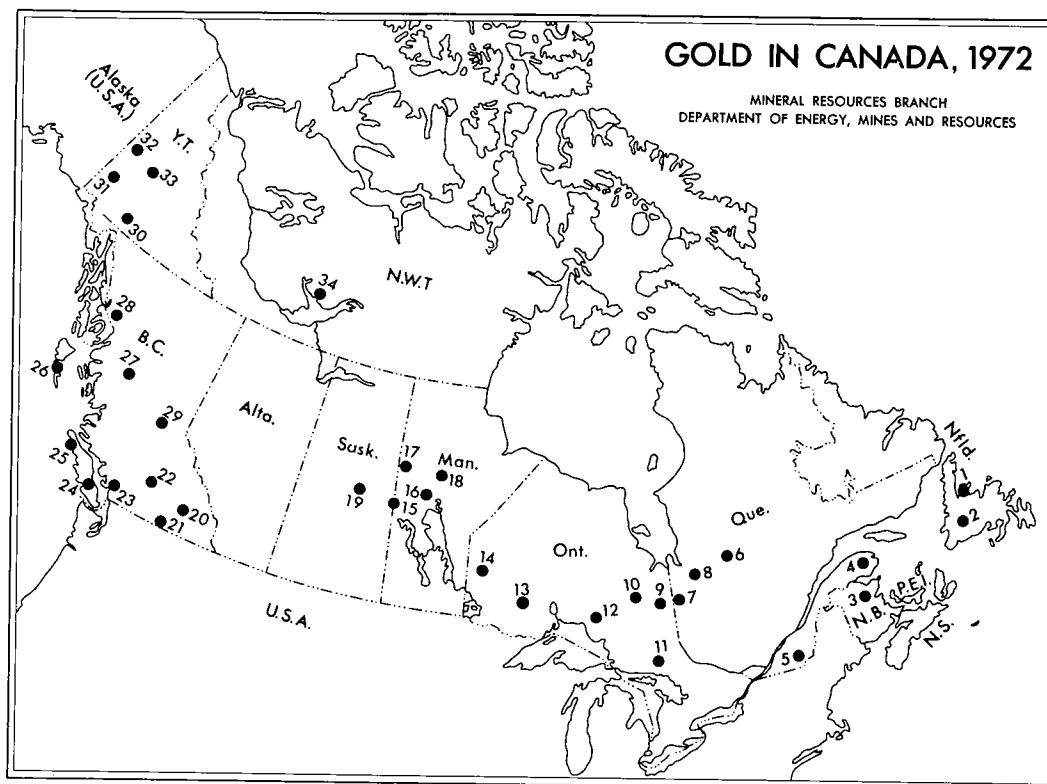 GOLD IN CANADA, 1972
MINERAL RESOURCES BRANCH
DEPARTMENT OF ENERGY, MINES AND RESOURCES
Alaska
(U.S.A.)
Y.T.
32
33
31
30
N.W.T
34
28
B.C.
27
26
29
25
24
23
22
21
20
Alta.
Sask.
17
Man.
18
16
15
19
U.S.A.
14
Ont.
13
12
10
9
11
7
8
6
Que.
Nfld.
1
2
4
3
P.E.I
N.B.
N.S.
5